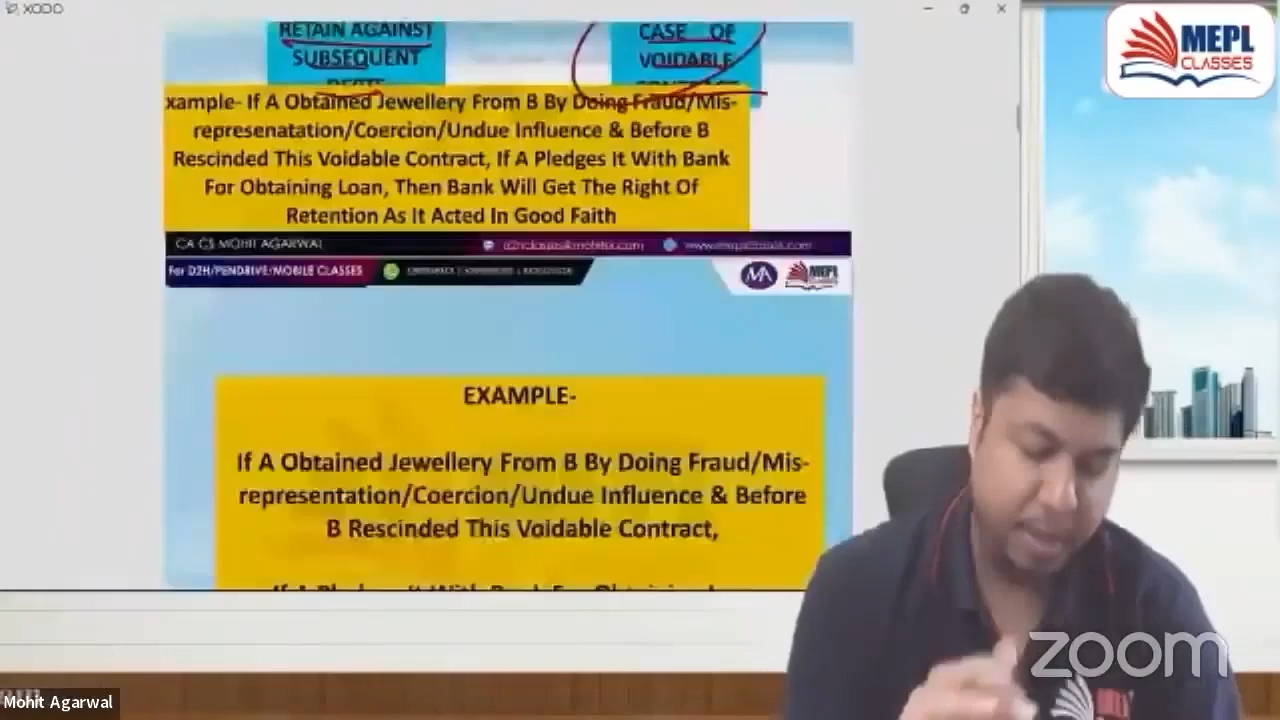 XODO
MEPL
CLASSES
RETAIN AGAINST
SUBSEQUENT
CASE OF
VOIDABLE
xample- If A Obtained Jewellery From B By Doing Fraud/Mis-
represenatation/Coercion/Undue Influence & Before B
Rescinded This Voidable Contract, If A Pledges It With Bank
For Obtaining Loan, Then Bank Will Get The Right Of
Retention As It Acted In Good Faith
CA CS MOHIT AGARWAL
For D2H/PENDRIVE/MOBILE CLASSES
MA
MEPL
EXAMPLE-
If A Obtained Jewellery From B By Doing Fraud/Mis-
representation/Coercion/Undue Influence & Before
B Rescinded This Voidable Contract,
zoom
Mohit Agarwal